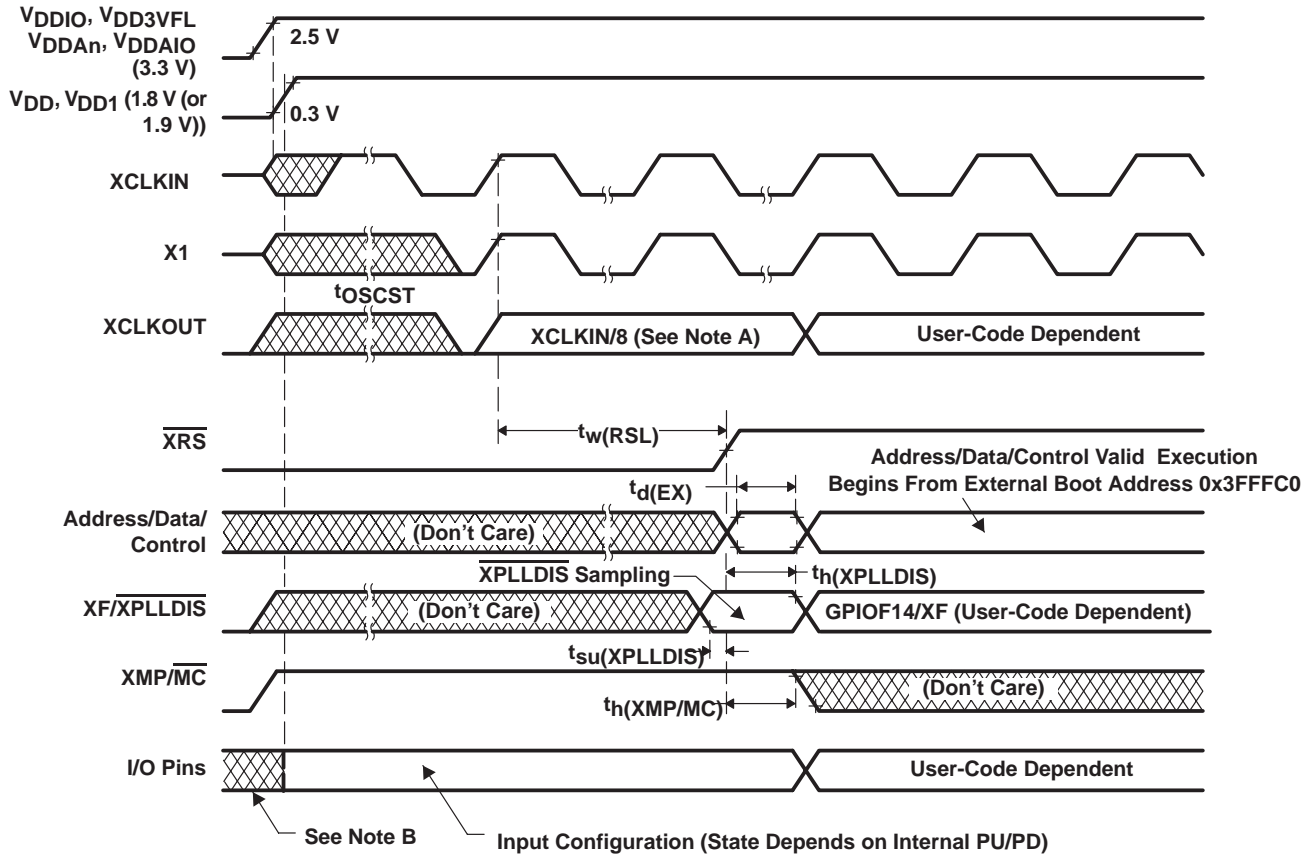 VDDIO, VDD3VFL
VDDAn, VDDAIO
(3.3 V)
2.5 V
VDD, VDD1 (1.8 V (or
1.9 V))
0.3 V
XCLKIN
X1
tOSCST
XCLKOUT
XCLKIN/8 (See Note A)
User-Code Dependent
XRS
tw(RSL)
Address/Data/Control Valid Execution
Begins From External Boot Address 0x3FFFC0
td(EX)
Address/Data/
Control
(Don't Care)
XPLLDIS Sampling
th(XPLLDIS)
XF/XPLLDIS
(Don't Care)
GPIOF14/XF (User-Code Dependent)
tsu(XPLLDIS)
XMP/MC
(Don't Care)
th(XMP/MC)
I/O Pins
User-Code Dependent
See Note B
Input Configuration (State Depends on Internal PU/PD)